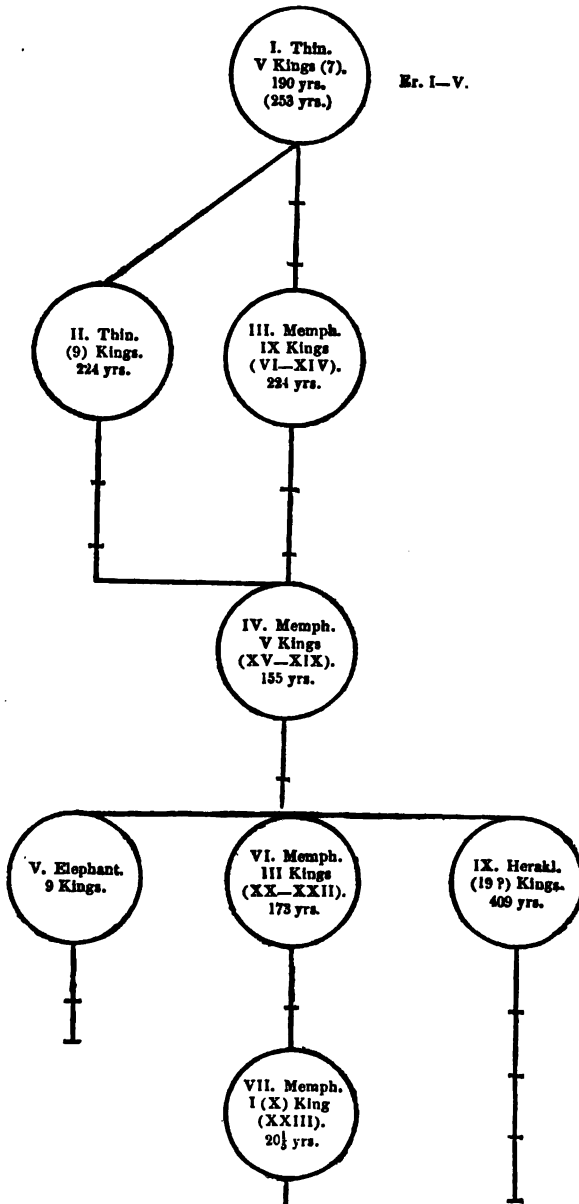 I. Thin.
V Kings (7).
190 yrs.
(253 yrs.)
Er. I—V.
II. Thin.
(9) Kings.
224 yrs.
III. Memph.
IX Kings
(VI—XIV).
224 yrs.
IV. Memph.
V Kings
(XV—XIX).
155 yrs.
V. Elephant.
9 Kings.
VI. Memph.
III Kings
(XX—XXII).
173 yrs.
IX. Herakl.
(19?) Kings.
409 yrs.
VII. Memph.
I (X) King
(XXIII).
yrs.